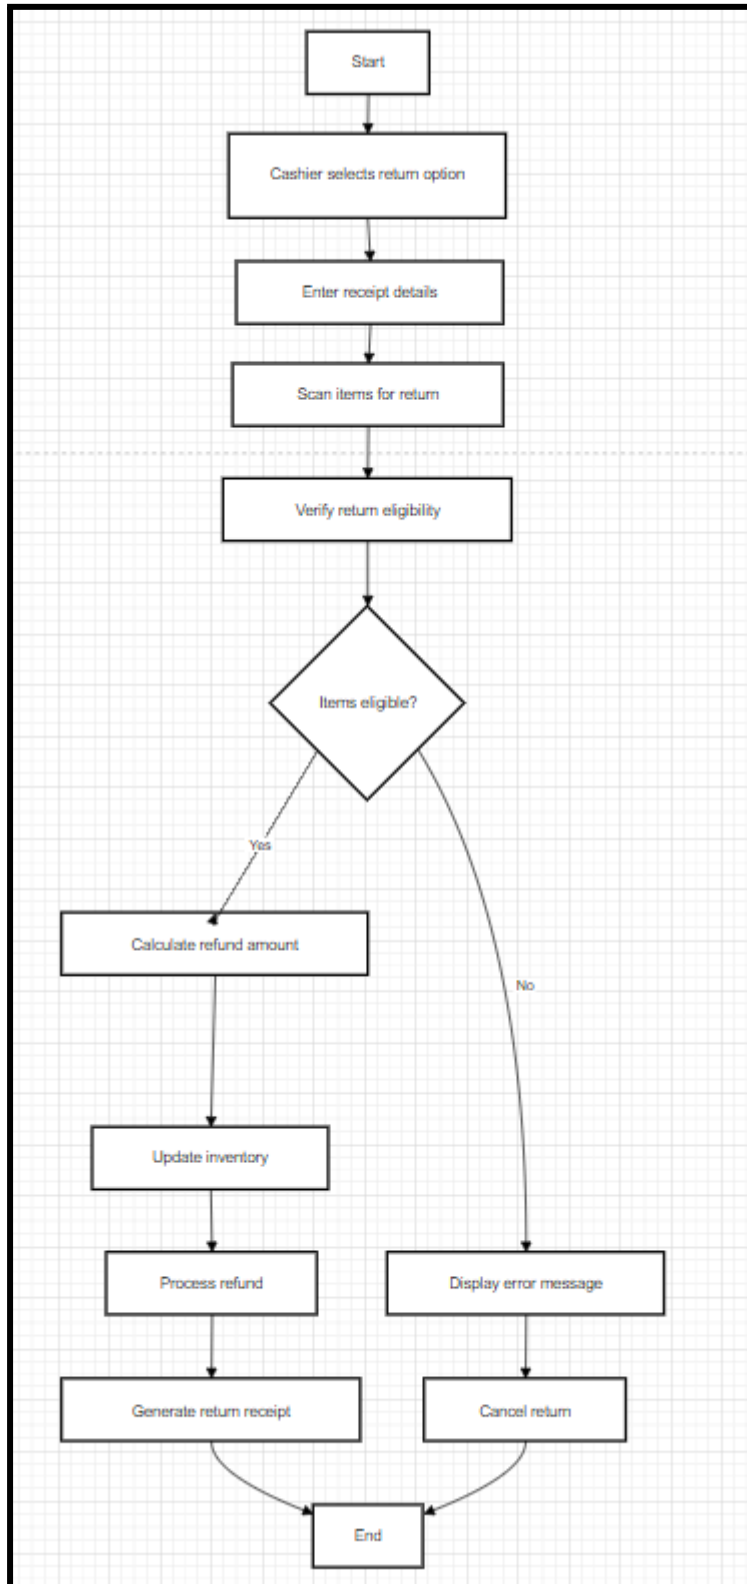 Start
Cashier selects return option
Enter receipt details
Scan items for return
Verify return eligibility
Items eligible?
Yes
Calculate refund amount
No
Update inventory
Process refund
Display error message
Generate return receipt
Cancel return
End